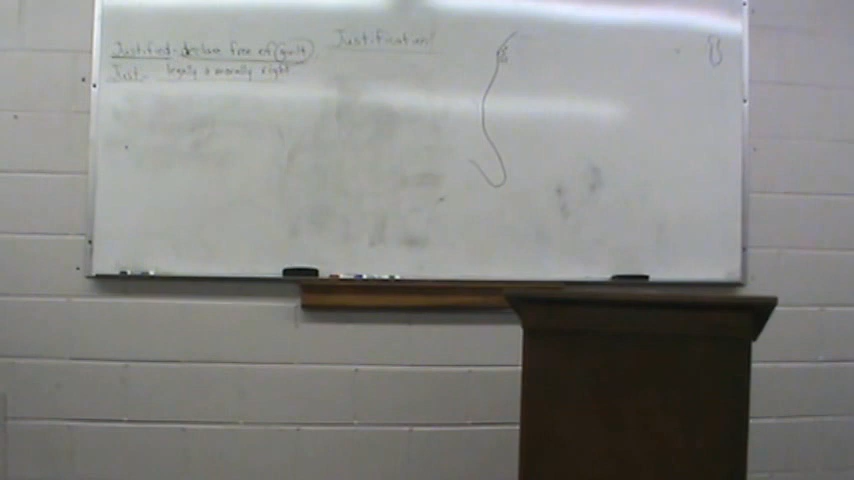 Justification!
Justified - declare free of guilt
Just - legally & morally right